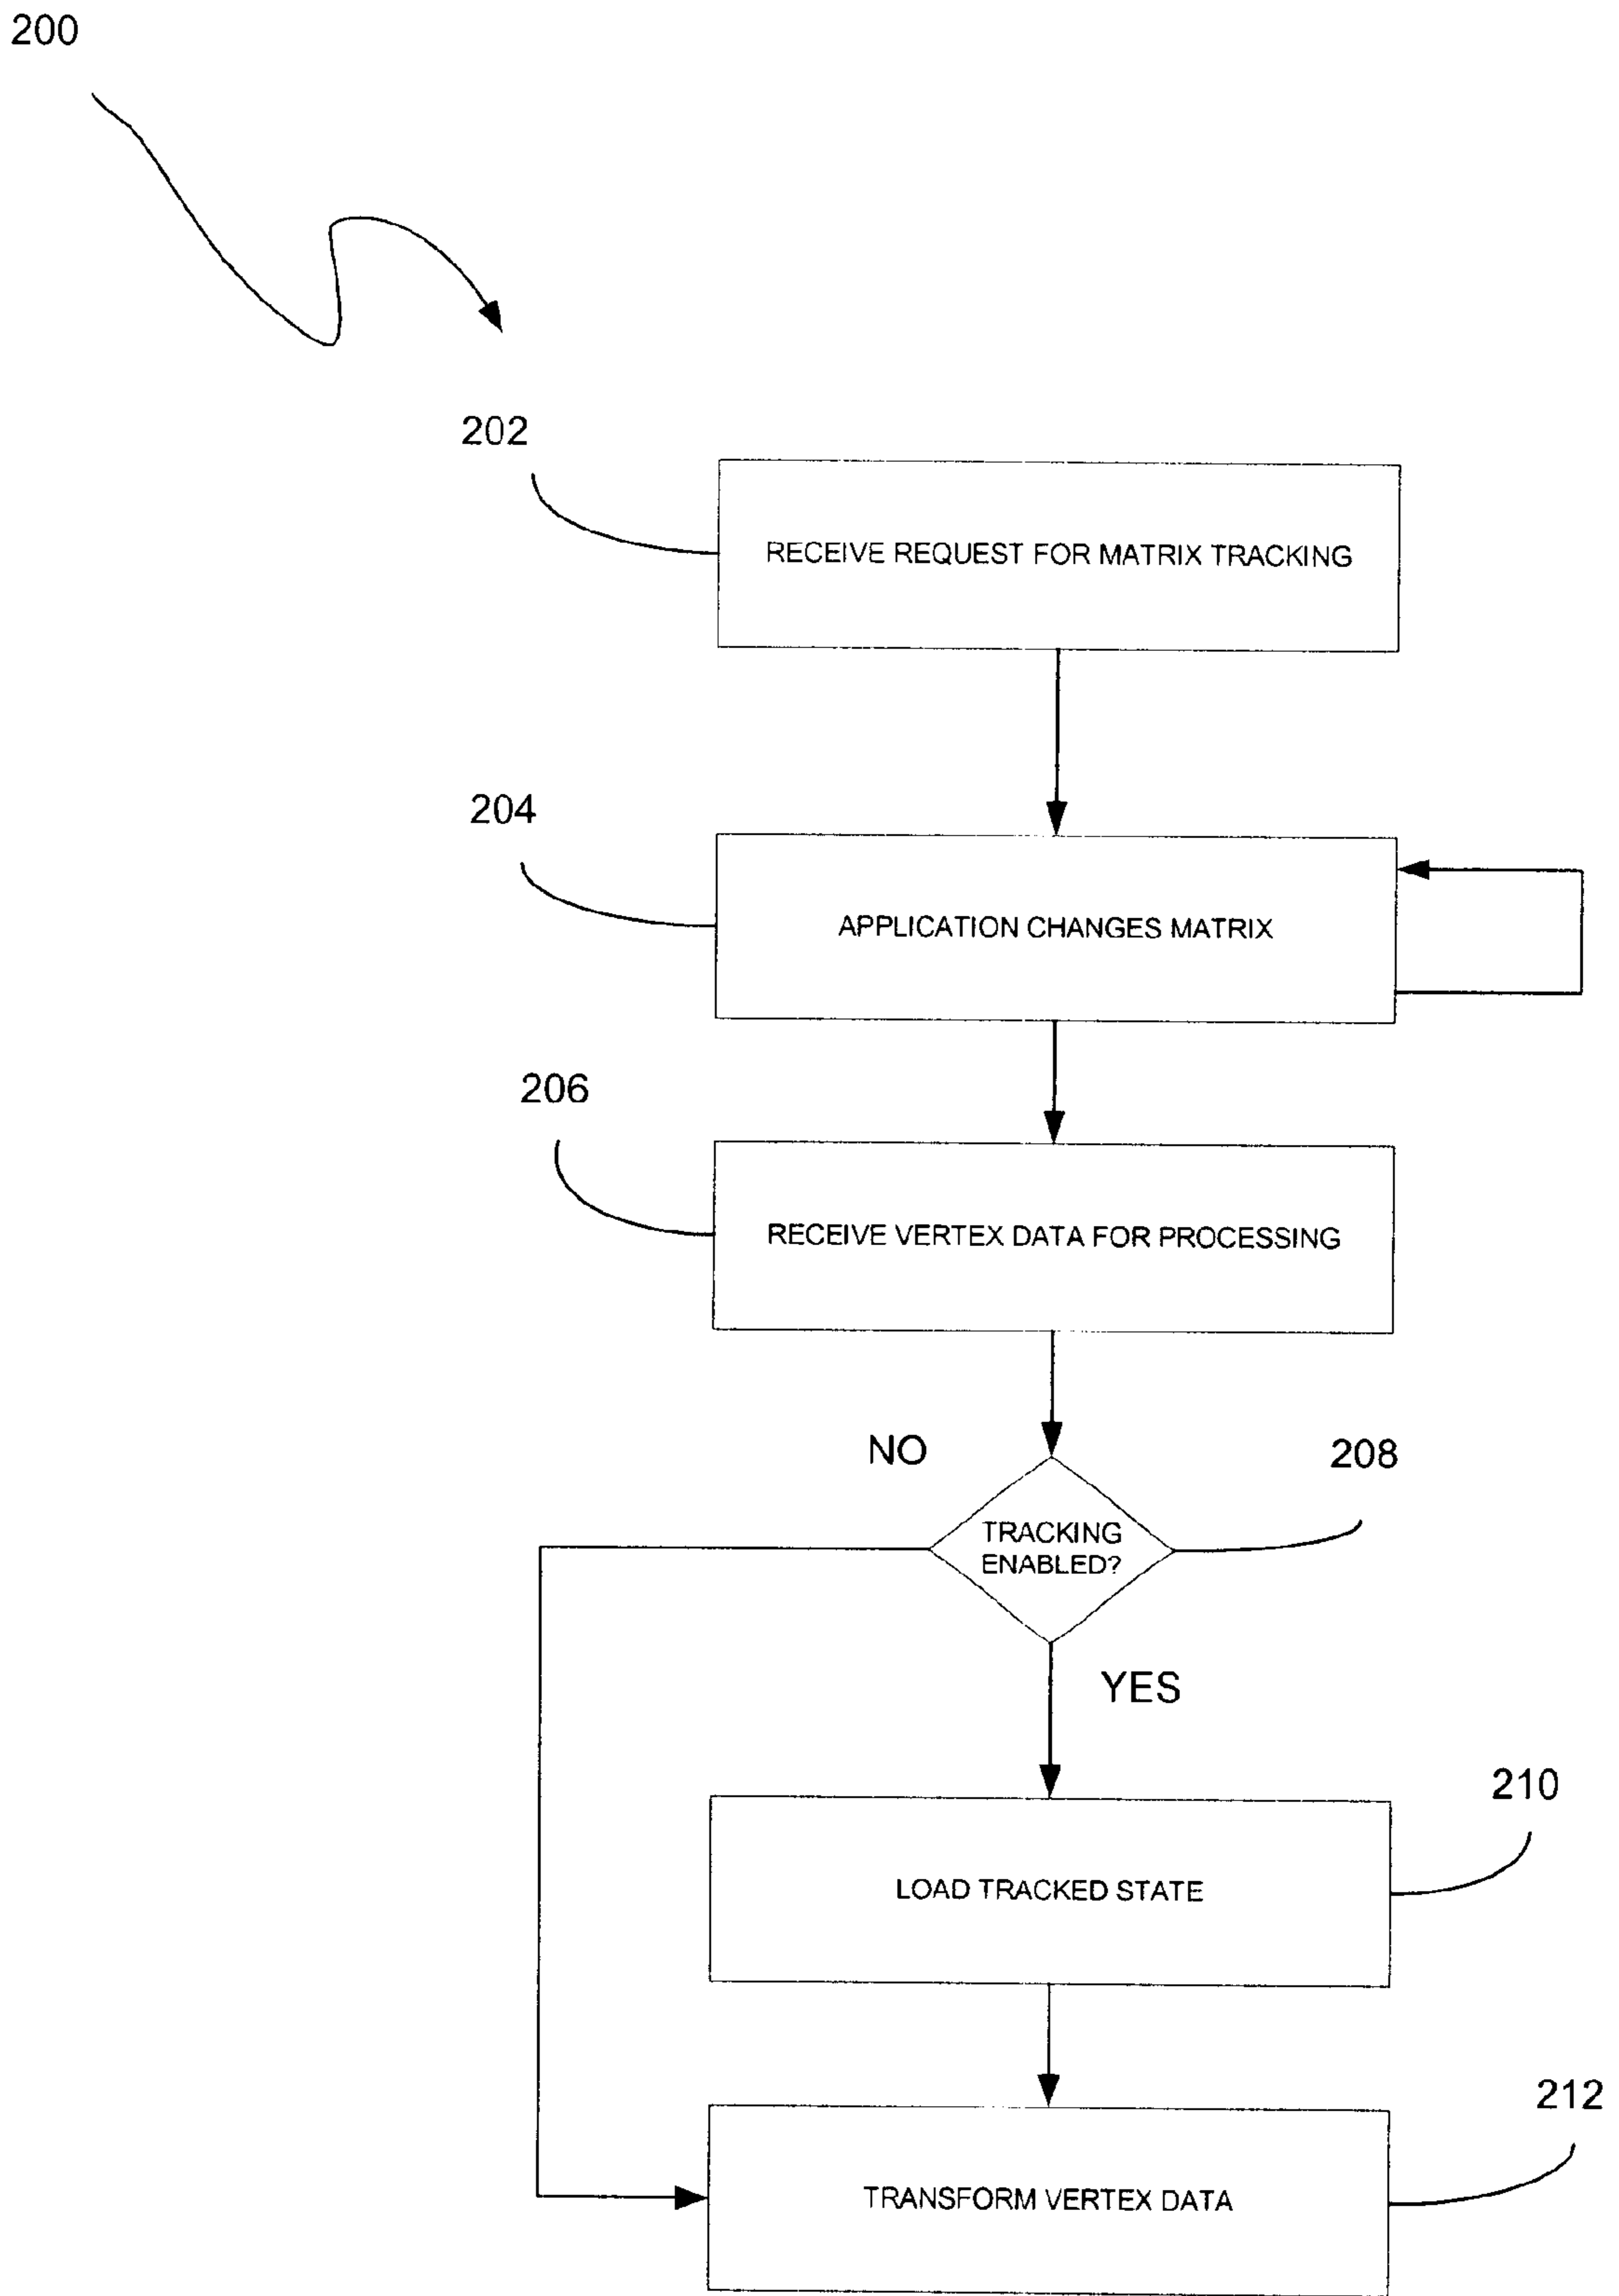 200
202
RECEIVE REQUEST FOR MATRIX TRACKING
204
APPLICATION CHANGES MATRIX
206
RECEIVE VERTEX DATA FOR PROCESSING
NO
208
TRACKING
ENABLED?
YES
210
LOAD TRACKED STATE
212
TRANSFORM VERTEX DATA